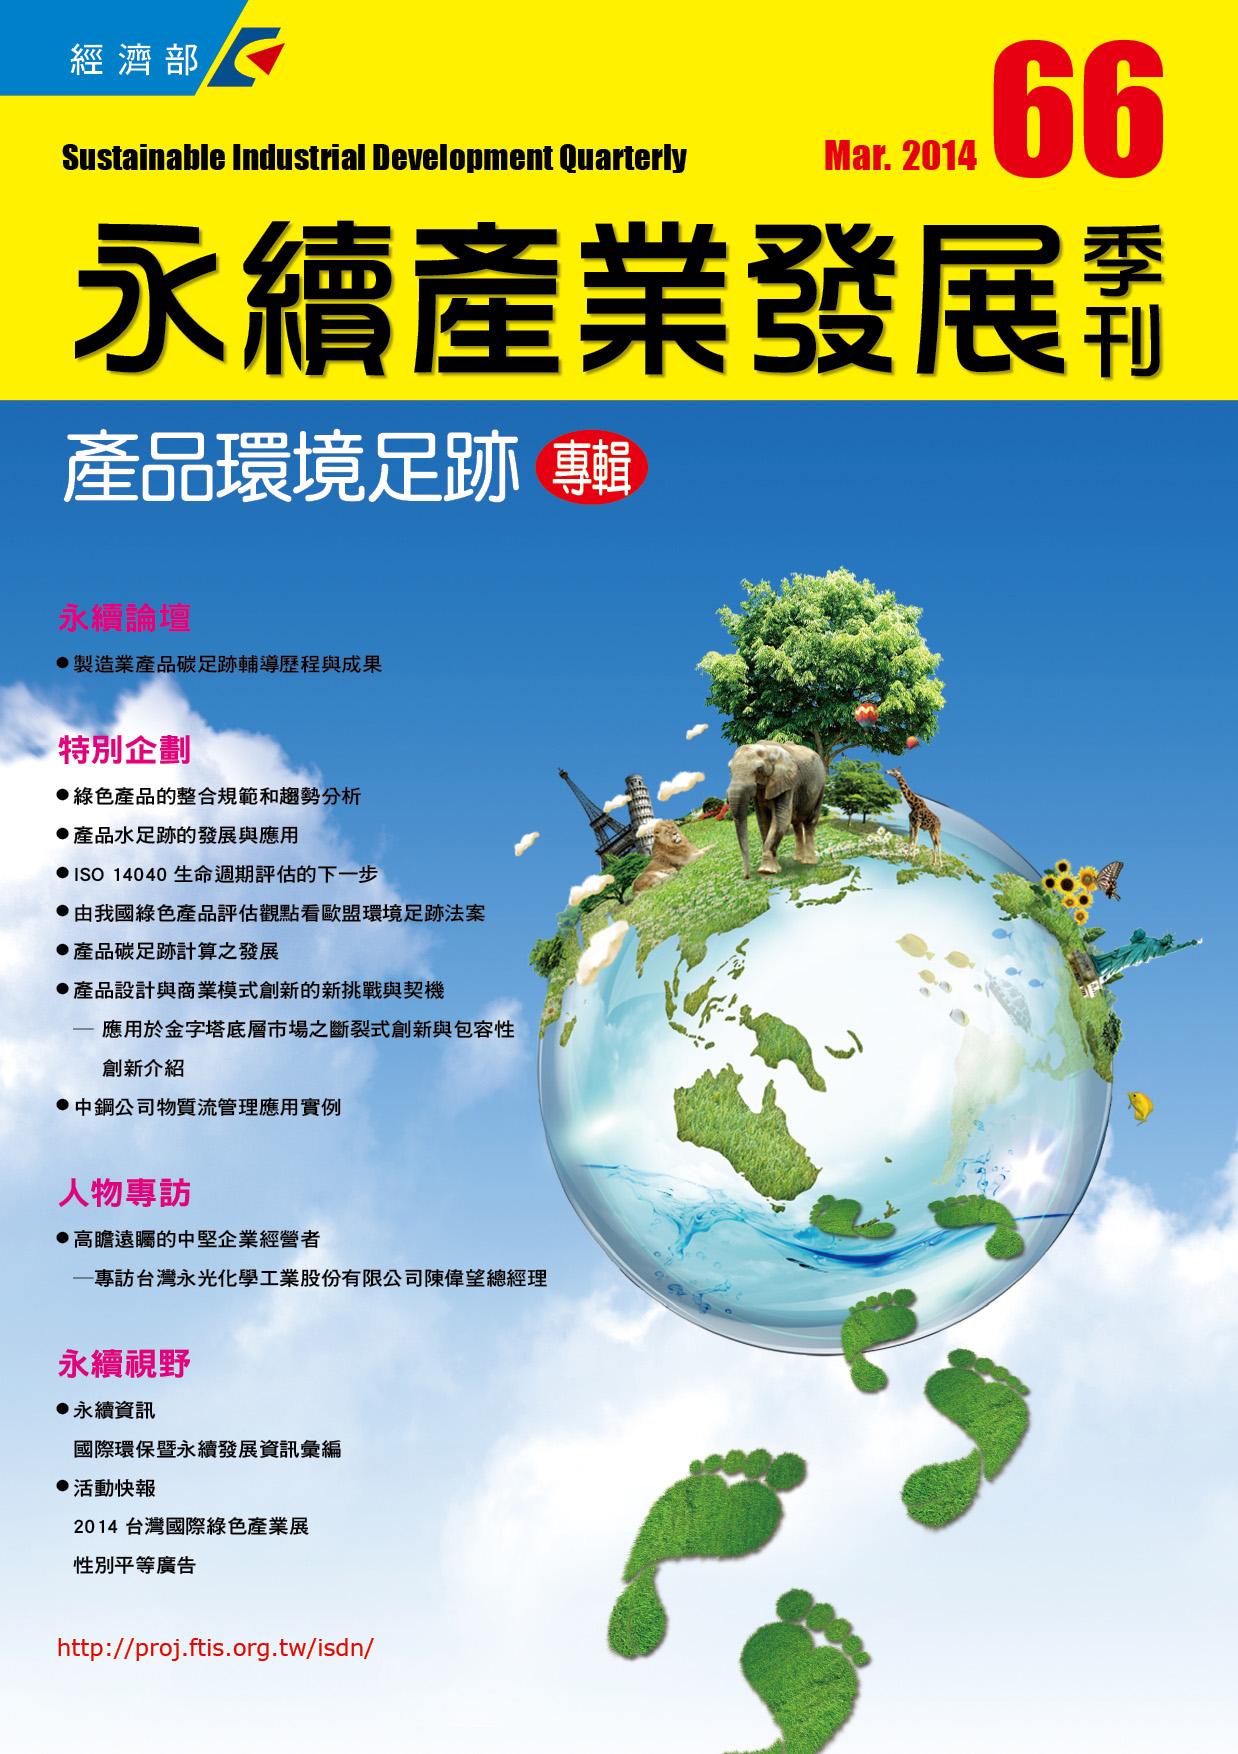 經濟部
66
Sustainable Industrial Development Quarterly
Mar. 2014
永續產業發展季刊
產品環境足跡 專輯
永續論壇
● 製造業產品碳足跡輔導歷程與成果
特別企劃
● 綠色產品的整合規範和趨勢分析
● 產品水足跡的發展與應用
● ISO 14040 生命週期評估的下一步
● 由我國綠色產品評估觀點看歐盟環境足跡法案
● 產品碳足跡計算之發展
● 產品設計與商業模式創新的新挑戰與契機
— 應用於金字塔底層市場之斷裂式創新與包容性
創新介紹
● 中鋼公司物質流管理應用實例
人物專訪
● 高瞻遠矚的中堅企業經營者
—專訪台灣永光化學工業股份有限公司陳偉望總經理
永續視野
● 永續資訊
國際環保暨永續發展資訊彙編
● 活動快報
2014 台灣國際綠色產業展
性別平等廣告
http://proj.ftis.org.tw/isdn/